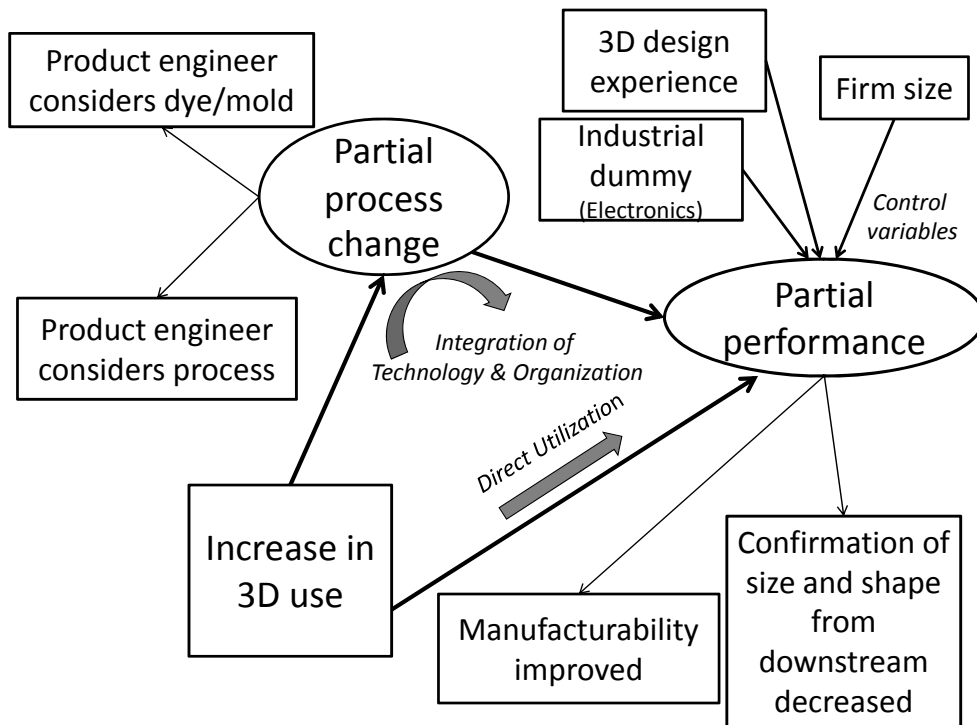 Product engineer
considers dye/mold
3D design
experience
Firm size
Industrial
dummy
(Electronics)
Partial
process
change
Control
variables
Product engineer
considers process
Integration of
Technology & Organization
Partial
performance
Direct Utilization
Increase in
3D use
Manufacturability
improved
Confirmation of
size and shape
from
downstream
decreased